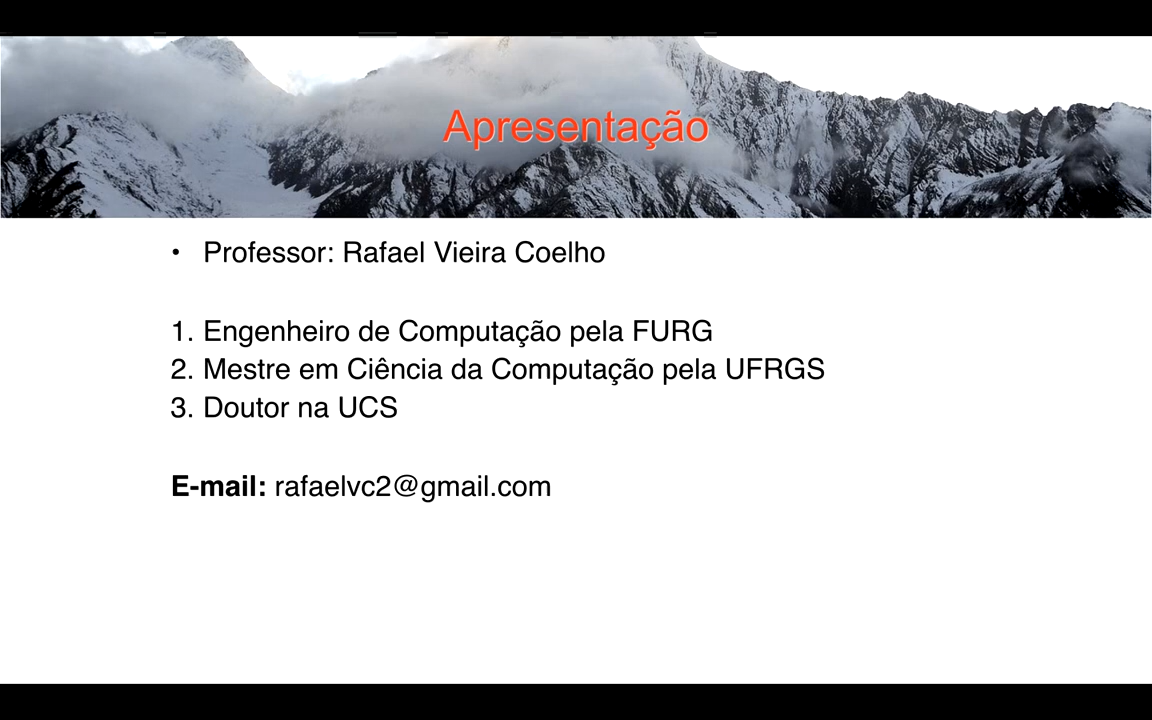 Apresentação
• Professor: Rafael Vieira Coelho
1. Engenheiro de Computação pela FURG
2. Mestre em Ciência da Computação pela UFRGS
3. Doutor na UCS
E-mail: rafaelvc2@gmail.com